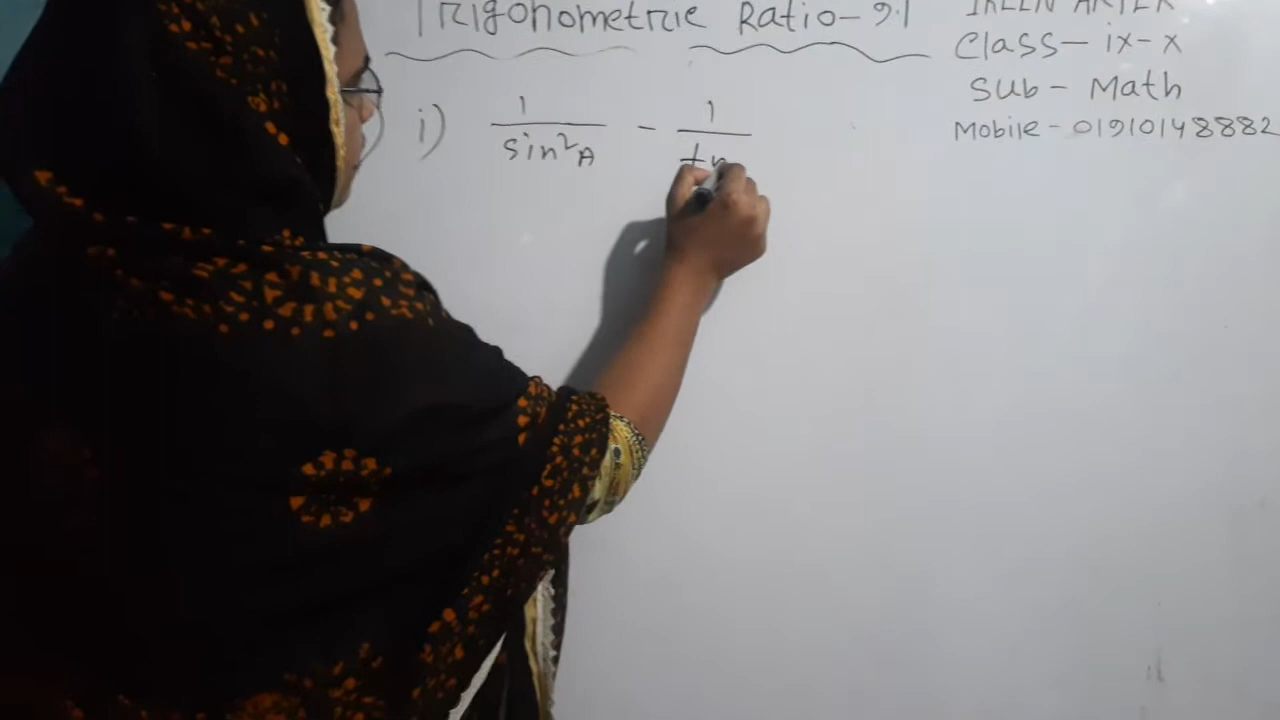 Trigonometric Ratio-9.1
Class- ix-x
Sub- Math
Mobile- 01910148882
i) 1/sin²A - 1/